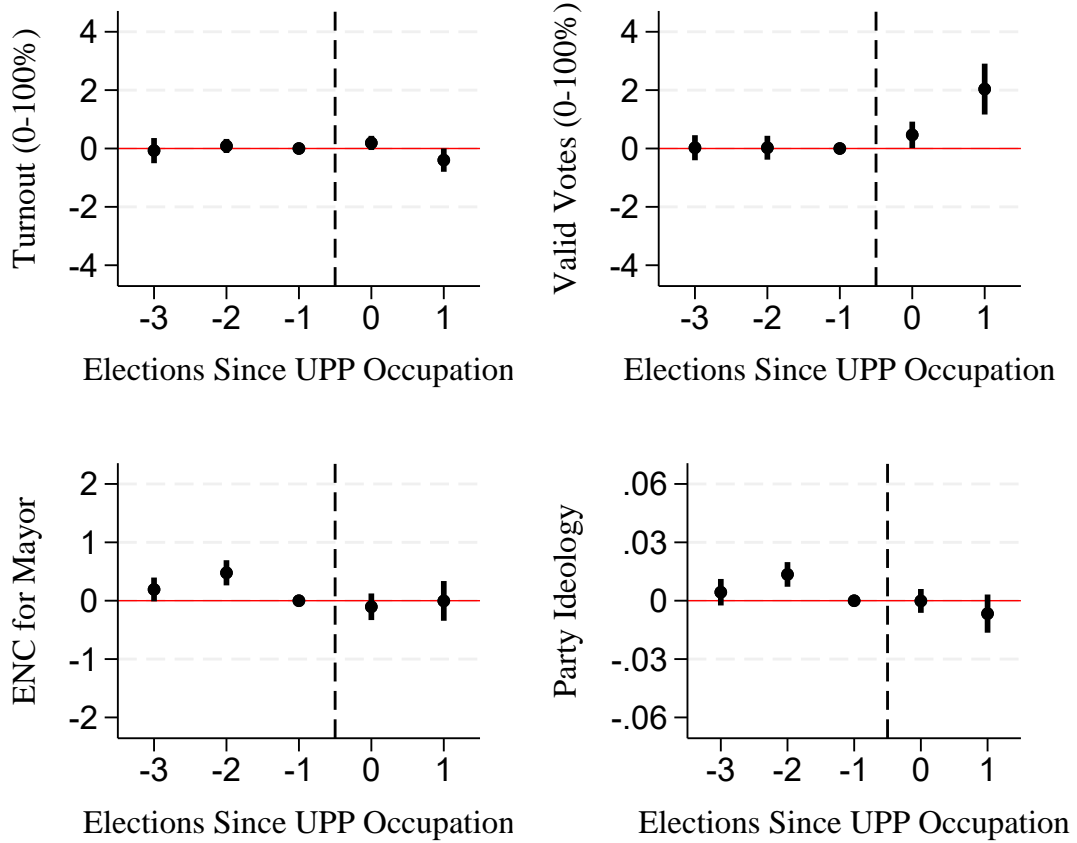 Turnout (0-100%)
4
2
0
-2
-4
-3 -2 -1 0 1
Elections Since UPP Occupation
Valid Votes (0-100%)
4
2
0
-2
-4
-3 -2 -1 0 1
Elections Since UPP Occupation
ENC for Mayor
2
1
0
-1
-2
-3 -2 -1 0 1
Elections Since UPP Occupation
Party Ideology
.06
.03
0
-.03
-.06
-3 -2 -1 0 1
Elections Since UPP Occupation